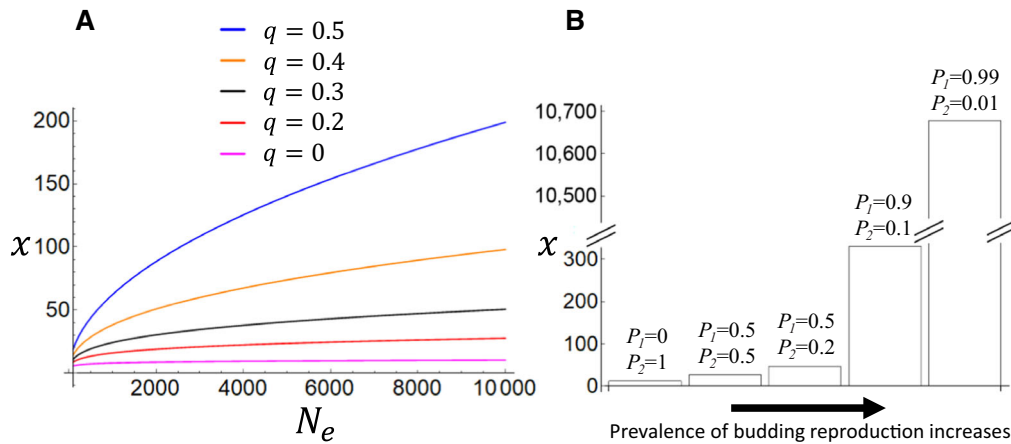 A
q = 0.5
q = 0.4
q = 0.3
q = 0.2
q = 0
200
150
100
50
x
2000
4000
6000
8000
10000
Nₑ
B
10,700
10,600
10,500
300
200
100
0
x
P₁=0
P₂=1
P₁=0.5
P₂=0.5
P₁=0.5
P₂=0.2
P₁=0.9
P₂=0.1
P₁=0.99
P₂=0.01
Prevalence of budding reproduction increases